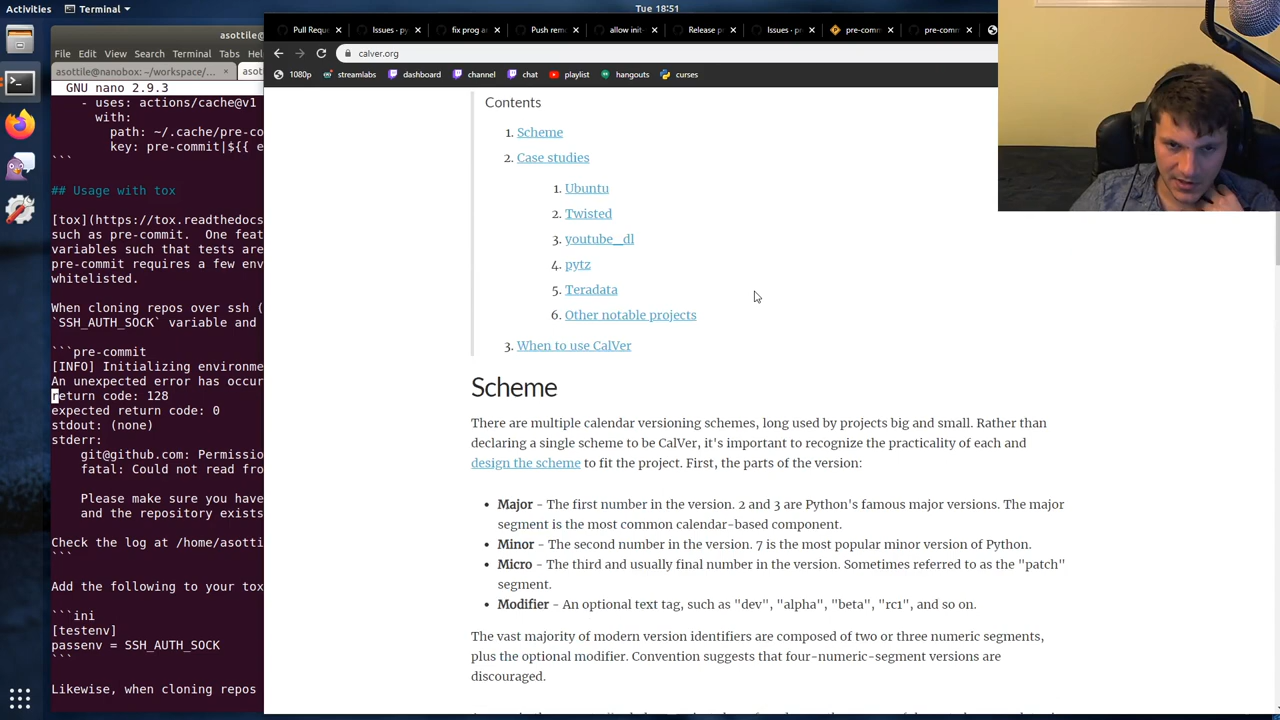 Activities
Terminal
Tue 18:51
asottile@
File Edit View Search Terminal Tabs Help
asottile@nanobox: ~/workspace/...
GNU nano 2.9.3
- uses: actions/cache@v1
with:
path: ~/.cache/pre-co
key: pre-commit|${{ e
```
## Usage with tox
[tox](https://tox.readthedocs
such as pre-commit. One feat
variables such that tests are
pre-commit requires a few env
whitelisted.
When cloning repos over ssh (
`SSH_AUTH_SOCK` variable and
```pre-commit
[INFO] Initializing environme
An unexpected error has occur
return code: 128
expected return code: 0
stdout: (none)
stderr:
git@github.com: Permissio
fatal: Could not read fro
Please make sure you have
and the repository exists
Check the log at /home/asotti
```
Add the following to your tox
```ini
[testenv]
passenv = SSH_AUTH_SOCK
```
Likewise, when cloning repos
Pull Requ
Issues · py
fix prog a
Push rem
allow init-
Release p
Issues · p
pre-comm
pre-comm
calver.org
1080p
streamlabs
dashboard
channel
chat
playlist
hangouts
curses
Contents
1. Scheme
2. Case studies
1. Ubuntu
2. Twisted
3. youtube_dl
4. pytz
5. Teradata
6. Other notable projects
3. When to use CalVer
Scheme
There are multiple calendar versioning schemes, long used by projects big and small. Rather than
declaring a single scheme to be CalVer, it's important to recognize the practicality of each and
design the scheme to fit the project. First, the parts of the version:
• Major - The first number in the version. 2 and 3 are Python's famous major versions. The major
segment is the most common calendar-based component.
• Minor - The second number in the version. 7 is the most popular minor version of Python.
• Micro - The third and usually final number in the version. Sometimes referred to as the "patch"
segment.
• Modifier - An optional text tag, such as "dev", "alpha", "beta", "rc1", and so on.
The vast majority of modern version identifiers are composed of two or three numeric segments,
plus the optional modifier. Convention suggests that four-numeric-segment versions are
discouraged.